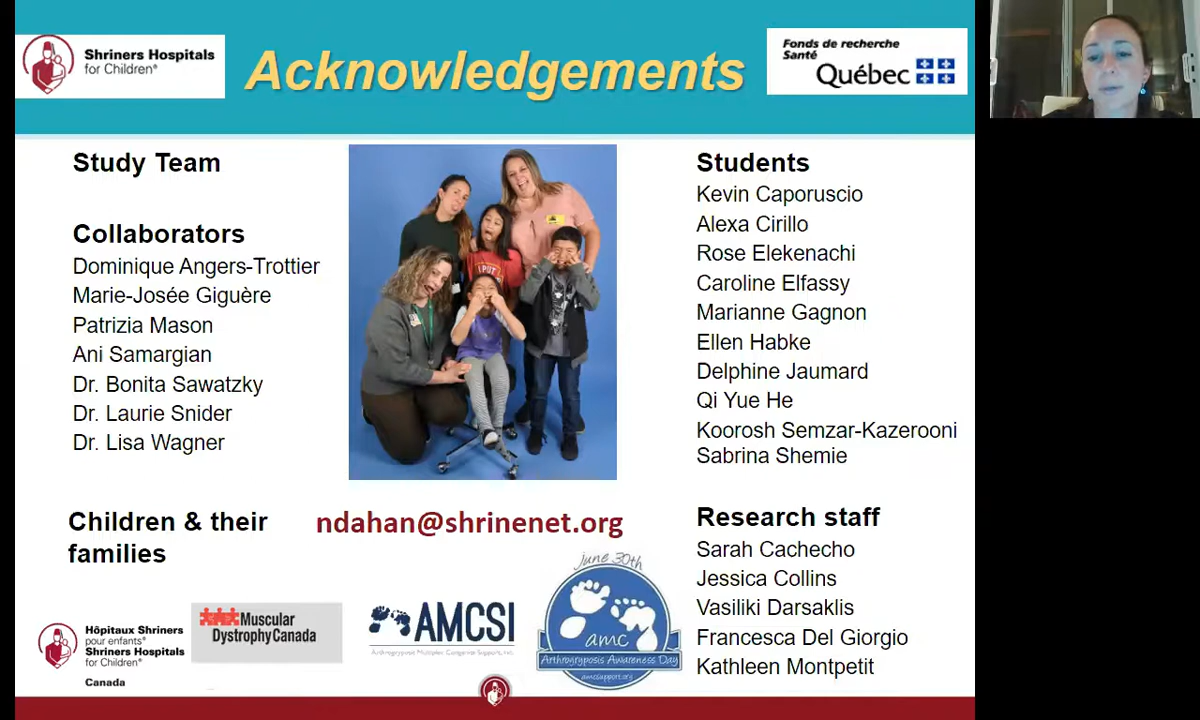 Shriners Hospitals
for Children®
Acknowledgements
Fonds de recherche
Santé
Québec
Study Team
Collaborators
Dominique Angers-Trottier
Marie-Josée Giguère
Patrizia Mason
Ani Samargian
Dr. Bonita Sawatzky
Dr. Laurie Snider
Dr. Lisa Wagner
Children & their
families
I PUT
ndahan@shrinenet.org
Students
Kevin Caporuscio
Alexa Cirillo
Rose Elekenachi
Caroline Elfassy
Marianne Gagnon
Ellen Habke
Delphine Jaumard
Qi Yue He
Koorosh Semzar-Kazerooni
Sabrina Shemie
Research staff
Sarah Cachecho
Jessica Collins
Vasiliki Darsaklis
Francesca Del Giorgio
Kathleen Montpetit
Hôpitaux Shriners
pour enfants®
Shriners Hospitals
for Children®
Canada
Muscular
Dystrophy Canada
AMCSI
Arthrogryposis Multiplex Congenita Support, Inc.
june 30th
amc
Arthrogryposis Awareness Day
amcsupport.org